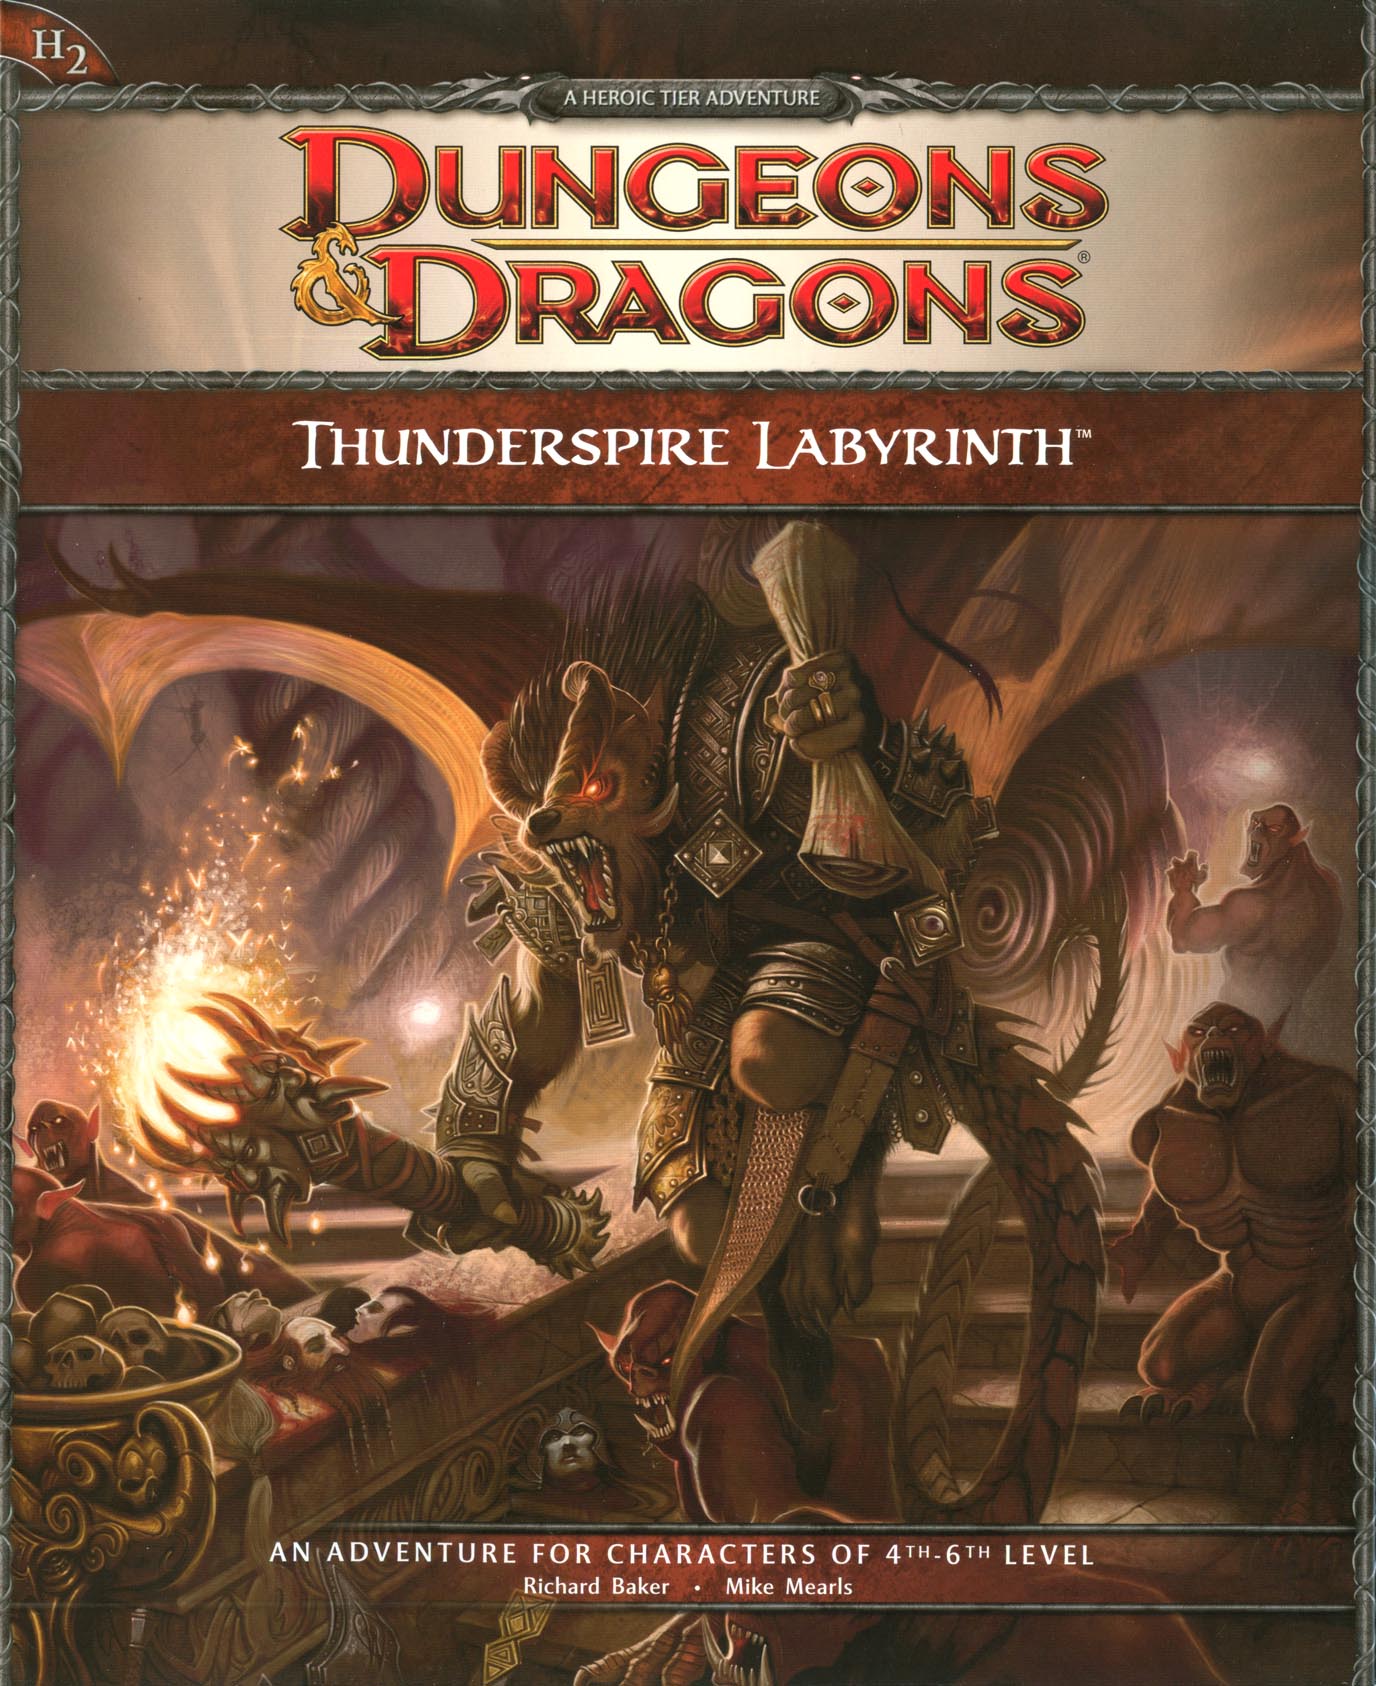 H2
A HEROIC TIER ADVENTURE
DUNGEONS
& DRAGONS®
THUNDERSPIRE LABYRINTH™
AN ADVENTURE FOR CHARACTERS OF 4TH-6TH LEVEL
Richard Baker • Mike Mearls